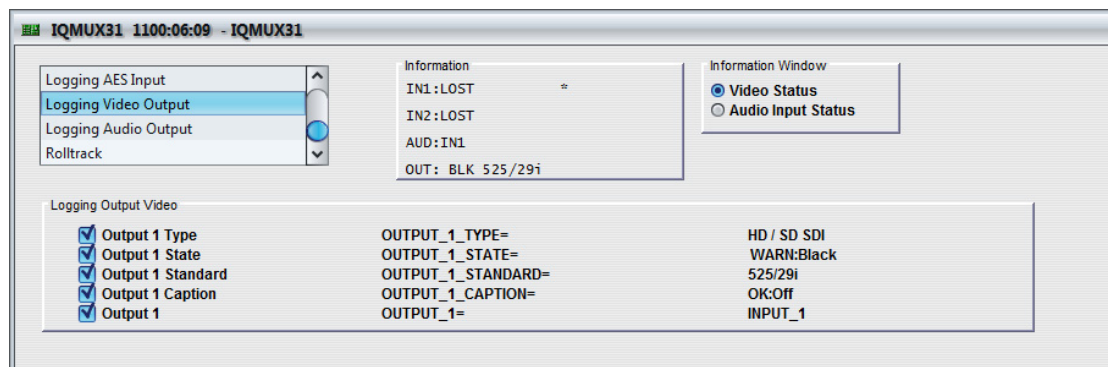 IQMUX31 1100:06:09 - IQMUX31
Logging AES Input
Logging Video Output
Logging Audio Output
Rolltrack
Information
IN1:LOST *
IN2:LOST
AUD:IN1
OUT: BLK 525/29i
Information Window
Video Status
Audio Input Status
Logging Output Video
Output 1 Type OUTPUT_1_TYPE= HD / SD SDI
Output 1 State OUTPUT_1_STATE= WARN:Black
Output 1 Standard OUTPUT_1_STANDARD= 525/29i
Output 1 Caption OUTPUT_1_CAPTION= OK:Off
Output 1 OUTPUT_1= INPUT_1